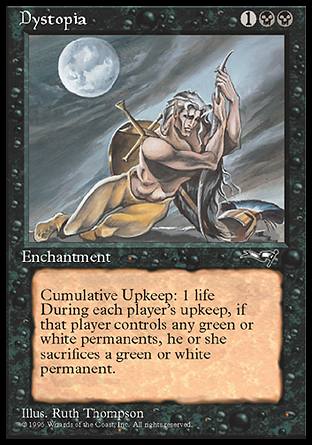 Dystopia 1
Enchantment
Cumulative Upkeep: 1 life
During each player's upkeep, if
that player controls any green or
white permanents, he or she
sacrifices a green or white
permanent.
Illus. Ruth Thompson
© 1996 Wizards of the Coast, Inc. All rights reserved.